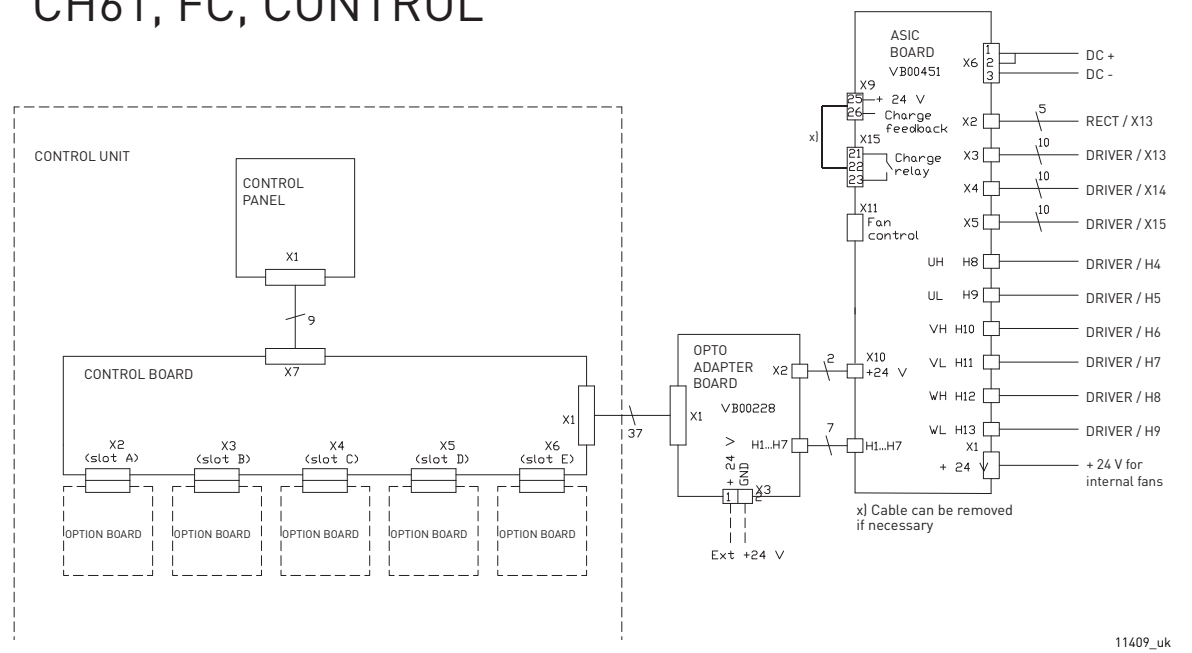 CH61, FC, CONTROL
CONTROL UNIT
CONTROL
PANEL
X1
9
X7
CONTROL BOARD
X1
37
X2
(slot A)
X3
(slot B)
X4
(slot C)
X5
(slot D)
X6
(slot E)
OPTION BOARD
OPTION BOARD
OPTION BOARD
OPTION BOARD
OPTION BOARD
OPTO
ADAPTER
BOARD
VB00228
X1
X2
2
H1...H7
7
+ 24 V
GND
1
2
X3
Ext +24 V
ASIC
BOARD
VB00451
X6
1
2
3
DC +
DC -
X9
25
+ 24 V
26
Charge
feedback
x)
X15
21
22
23
Charge
relay
X11
Fan
control
X10
+24 V
H1...H7
X2
5
RECT / X13
X3
10
DRIVER / X13
X4
10
DRIVER / X14
X5
10
DRIVER / X15
UH H8
DRIVER / H4
UL H9
DRIVER / H5
VH H10
DRIVER / H6
VL H11
DRIVER / H7
WH H12
DRIVER / H8
WL H13
DRIVER / H9
X1
+ 24 V
+ 24 V for
internal fans
x) Cable can be removed
if necessary
11409_uk